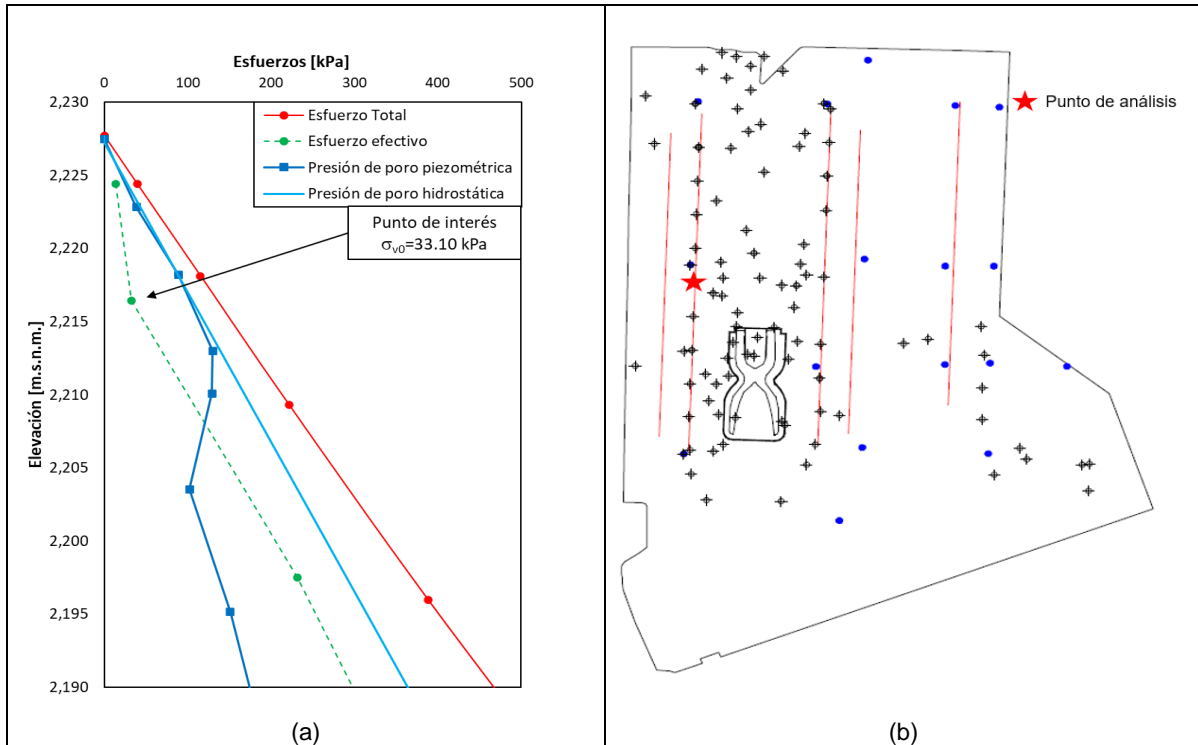 Esfuerzos [kPa]
0 100 200 300 400 500
2,230
2,225
2,220
2,215
2,210
2,205
2,200
2,195
2,190
Elevación [m.s.n.m.]
Esfuerzo Total
Esfuerzo efectivo
Presión de poro piezométrica
Presión de poro hidrostática
Punto de interés
σv0=33.10 kPa
(a)
Punto de análisis
(b)